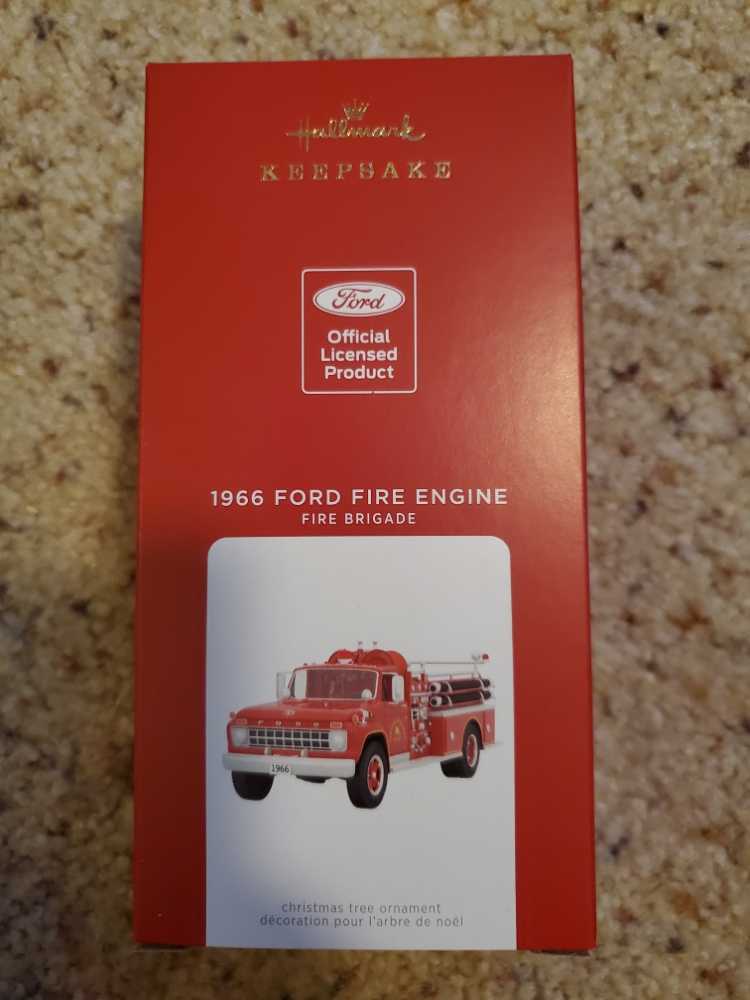 Hallmark
KEEPSAKE
Ford
Official
Licensed
Product
1966 FORD FIRE ENGINE
FIRE BRIGADE
FORD
1966
christmas tree ornament
décoration pour l'arbre de noël